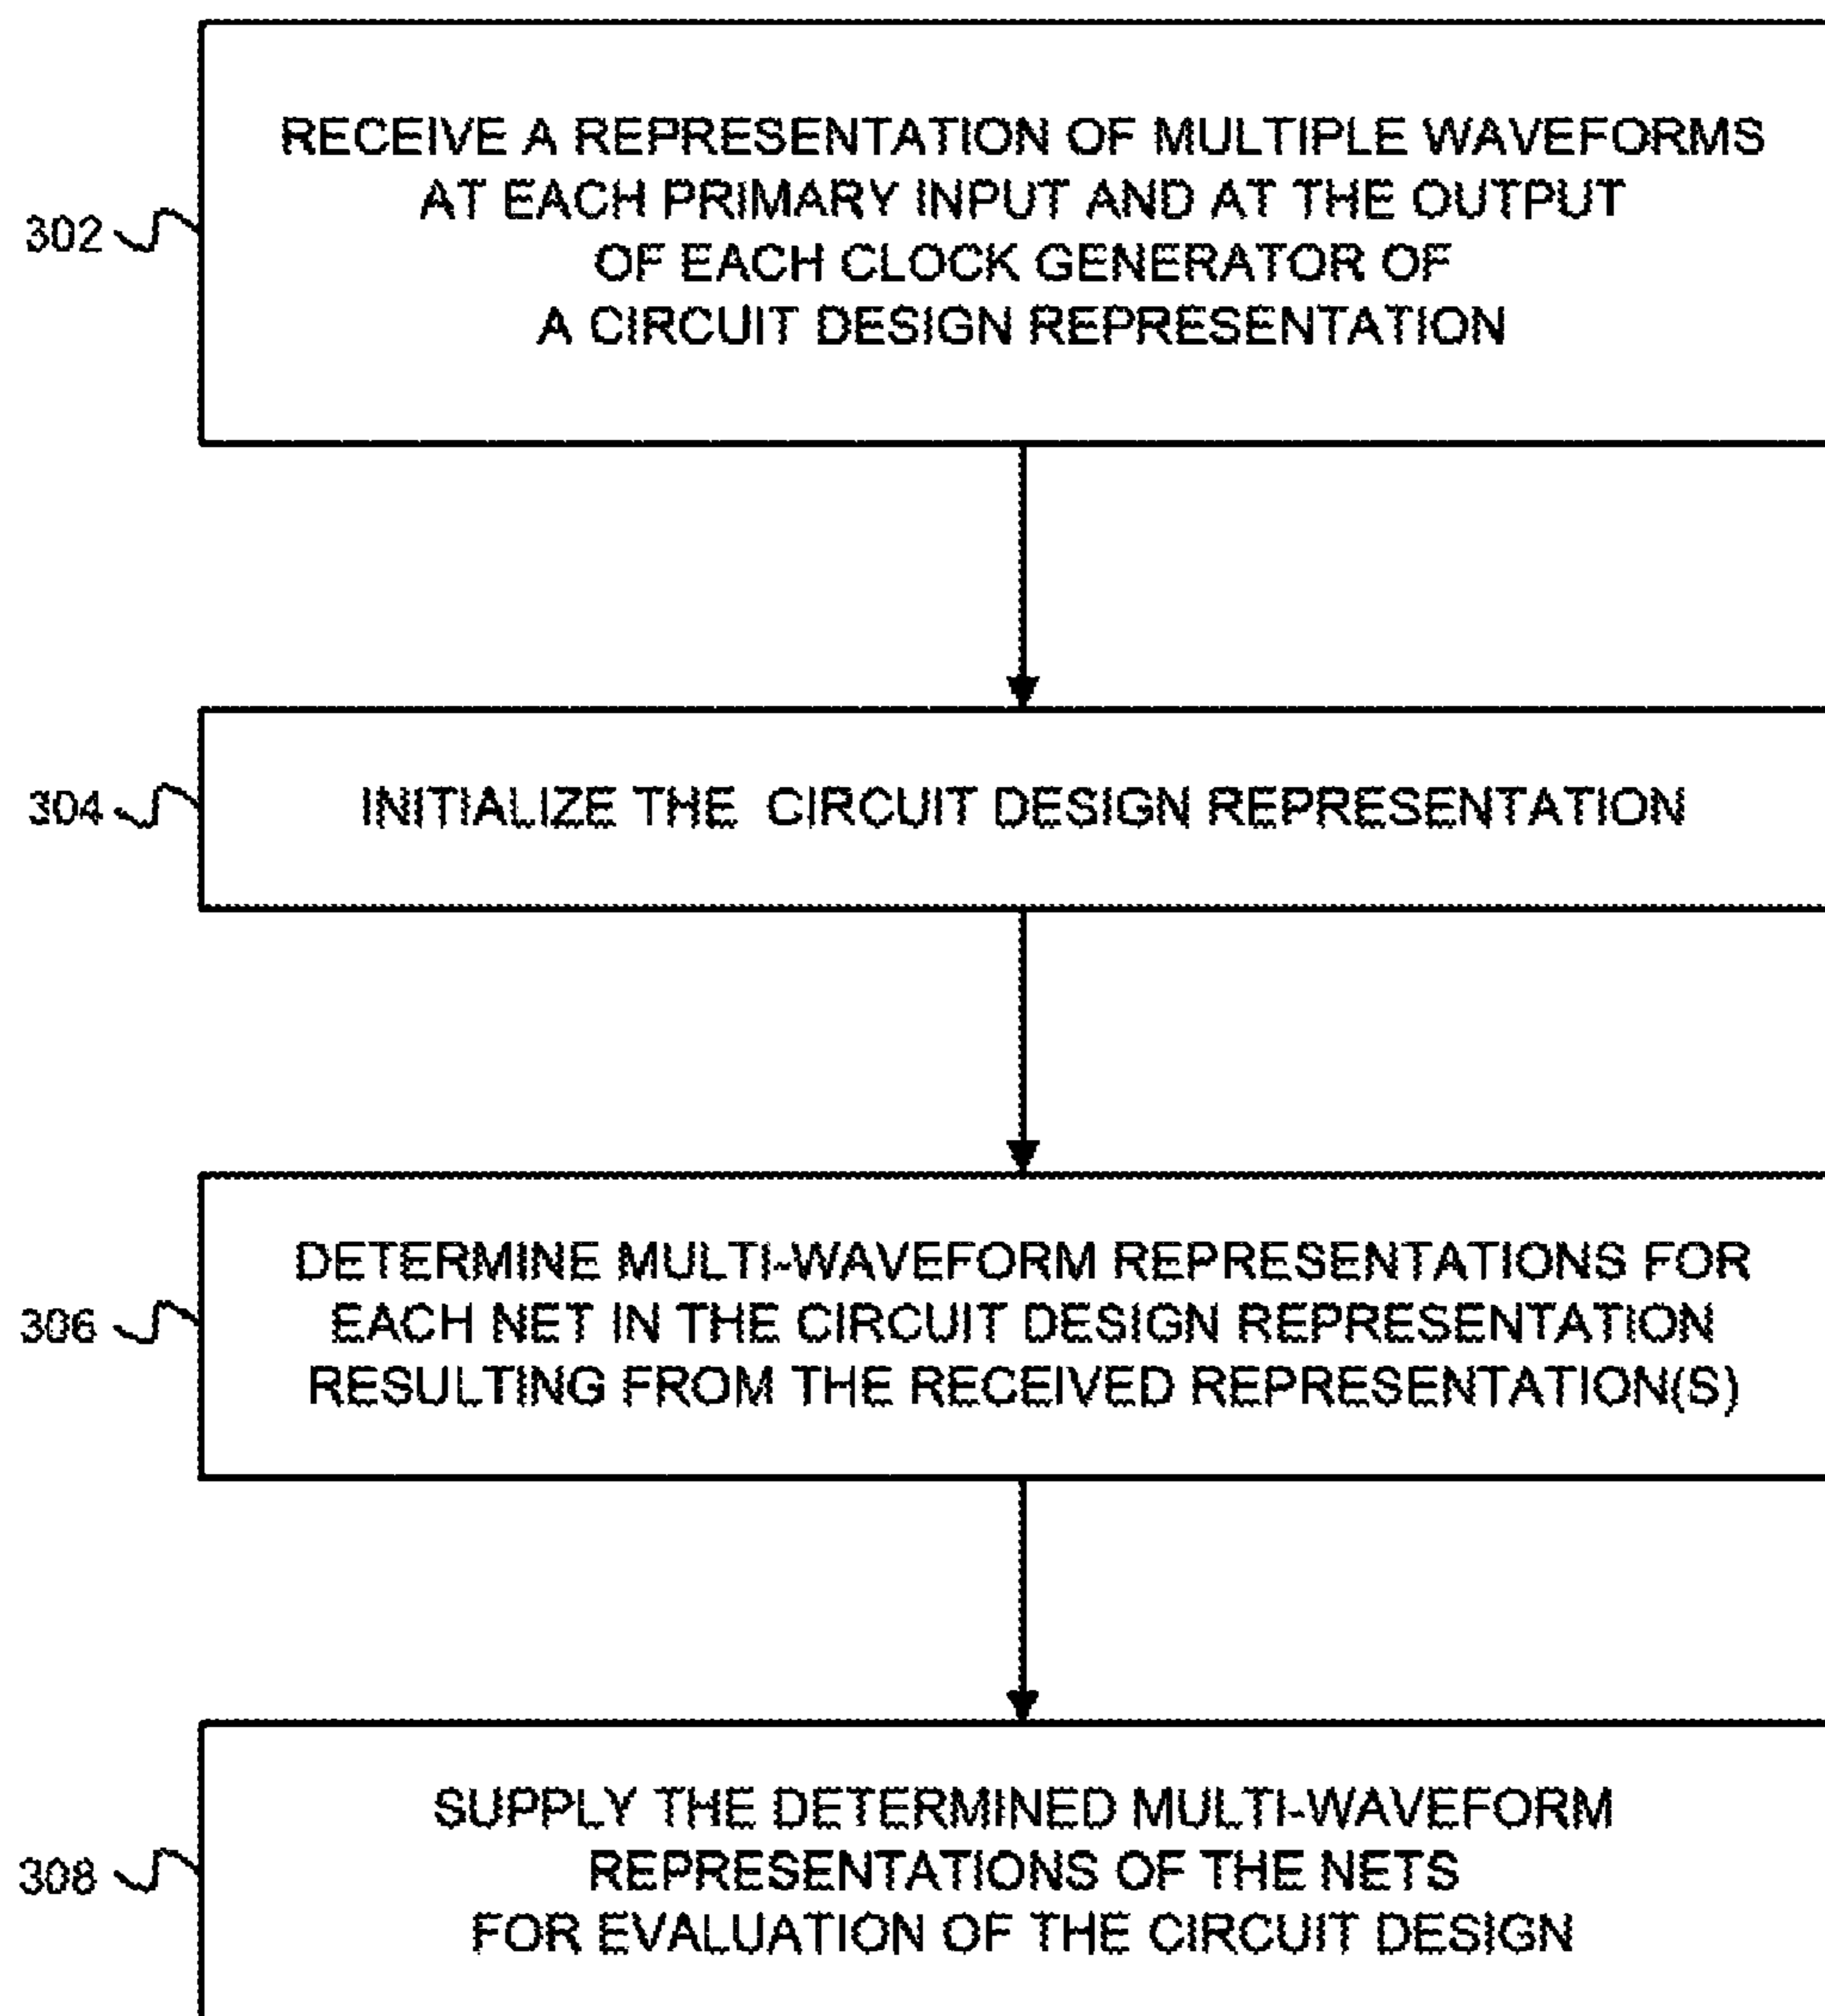 RECEIVE A REPRESENTATION OF MULTIPLE WAVEFORMS
AT EACH PRIMARY INPUT AND AT THE OUTPUT
OF EACH CLOCK GENERATOR OF
A CIRCUIT DESIGN REPRESENTATION
302
INITIALIZE THE CIRCUIT DESIGN REPRESENTATION
304
DETERMINE MULTI-WAVEFORM REPRESENTATIONS FOR
EACH NET IN THE CIRCUIT DESIGN REPRESENTATION
RESULTING FROM THE RECEIVED REPRESENTATION(S)
306
SUPPLY THE DETERMINED MULTI-WAVEFORM
REPRESENTATIONS OF THE NETS
FOR EVALUATION OF THE CIRCUIT DESIGN
308